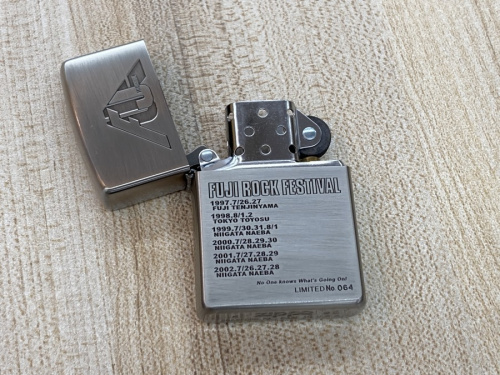 FUJI ROCK FESTIVAL
1997.7/26.27
FUJI TENJINYAMA
1998.8/1.2
TOKYO TOYOSU
1999.7/30.31.8/1
NIIGATA NAEBA
2000.7/28.29.30
NIIGATA NAEBA
2001.7/27.28.29
NIIGATA NAEBA
2002.7/26.27.28
NIIGATA NAEBA
No One knows What's Going On!
LIMITED No 064